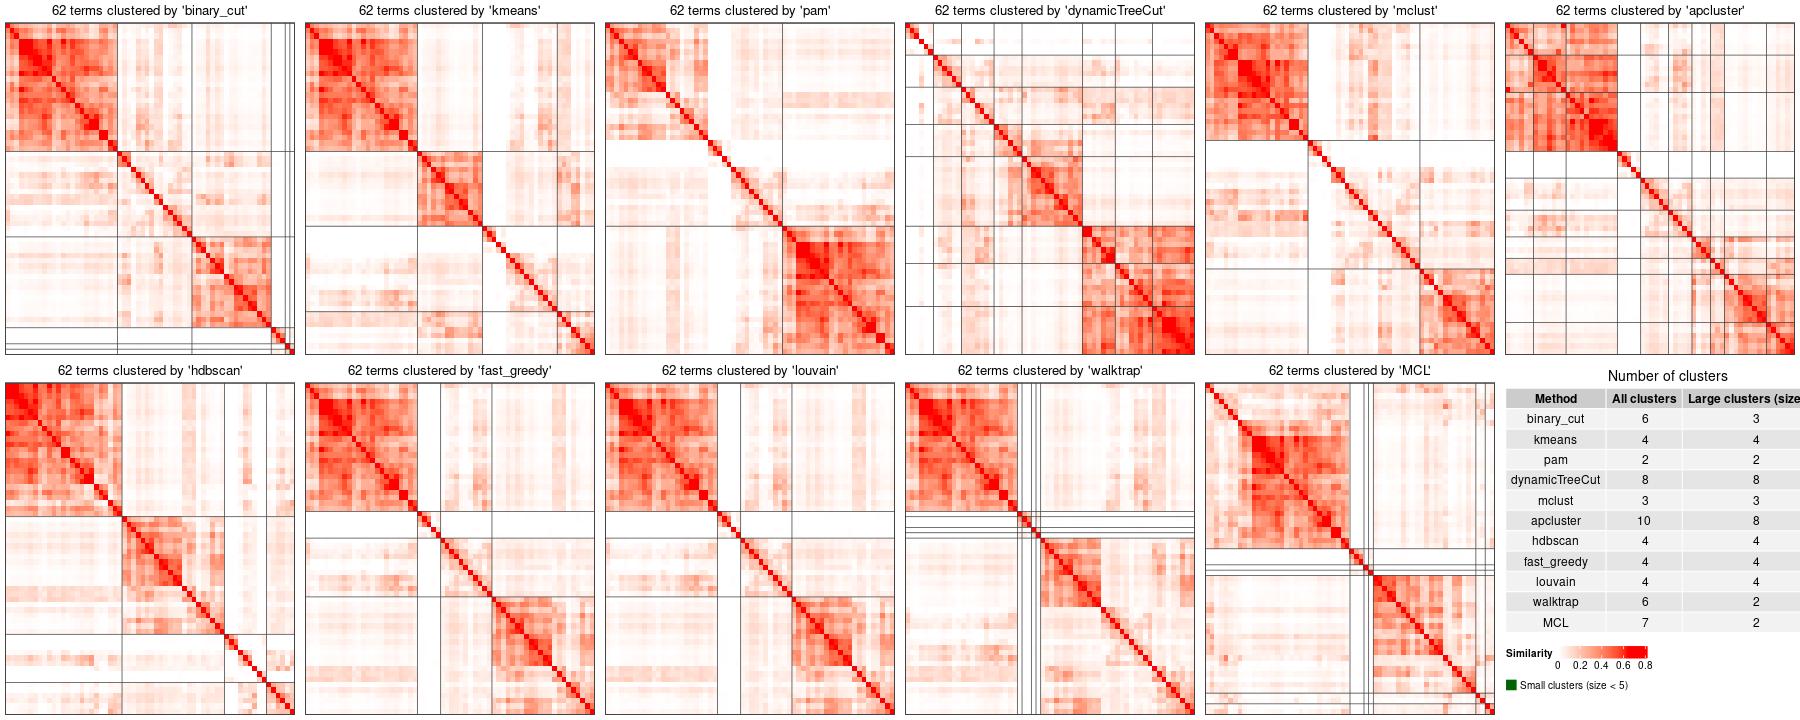 62 terms clustered by 'binary_cut'
62 terms clustered by 'kmeans'
62 terms clustered by 'pam'
62 terms clustered by 'dynamicTreeCut'
62 terms clustered by 'mclust'
62 terms clustered by 'apcluster'
62 terms clustered by 'hdbscan'
62 terms clustered by 'fast_greedy'
62 terms clustered by 'louvain'
62 terms clustered by 'walktrap'
62 terms clustered by 'MCL'
Number of clusters
Method All clusters Large clusters (size
binary_cut 6 3
kmeans 4 4
pam 2 2
dynamicTreeCut 8 8
mclust 3 3
apcluster 10 8
hdbscan 4 4
fast_greedy 4 4
louvain 4 4
walktrap 6 2
MCL 7 2
Similarity
0 0.2 0.4 0.6 0.8
Small clusters (size < 5)